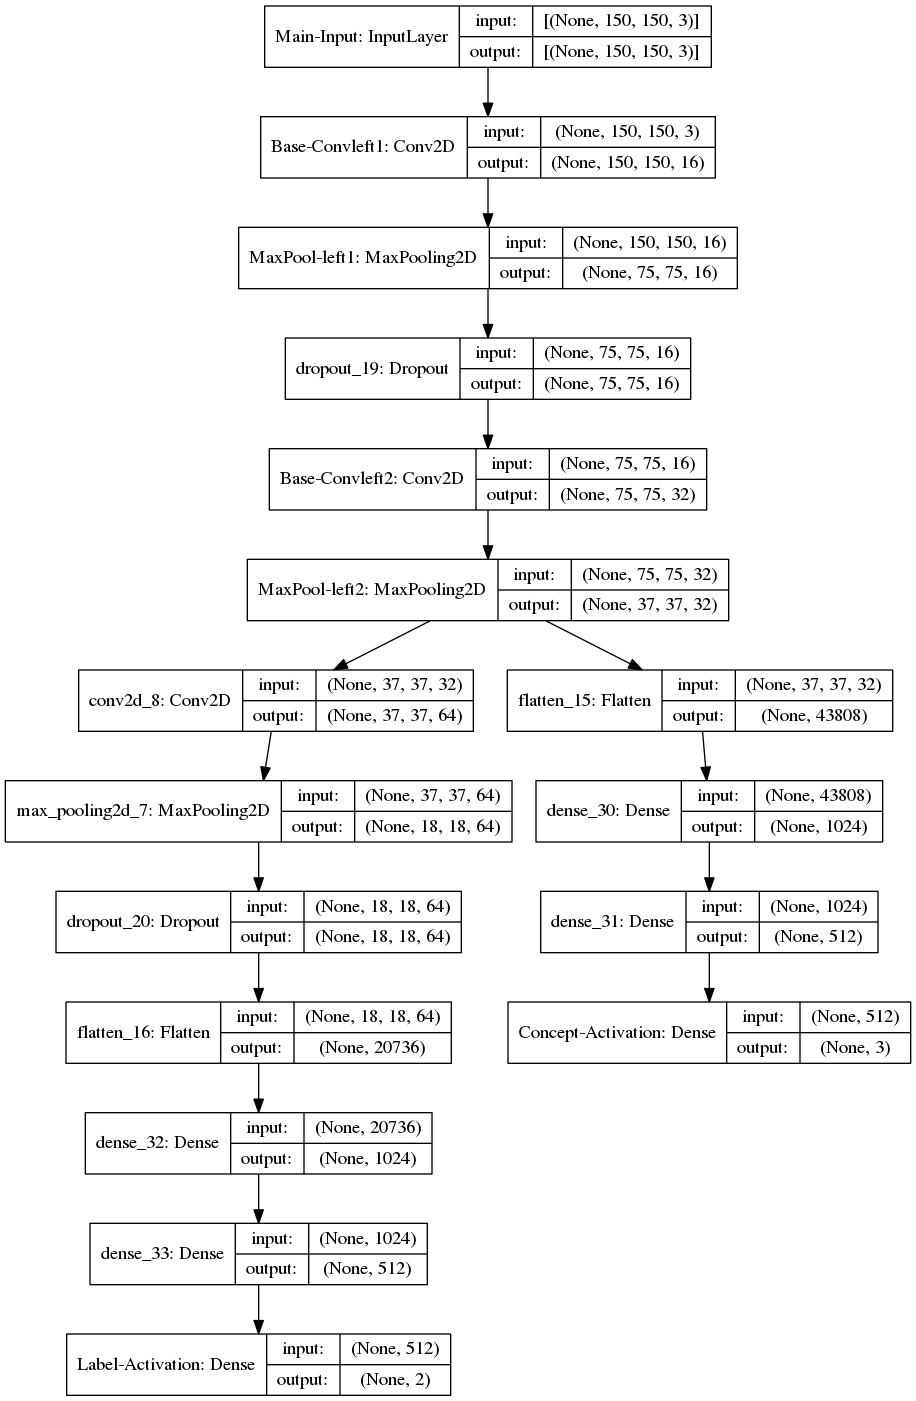 Main-Input: InputLayer
input:
[(None, 150, 150, 3)]
output:
[(None, 150, 150, 3)]
Base-Convleft1: Conv2D
input:
(None, 150, 150, 3)
output:
(None, 150, 150, 16)
MaxPool-left1: MaxPooling2D
input:
(None, 150, 150, 16)
output:
(None, 75, 75, 16)
dropout_19: Dropout
input:
(None, 75, 75, 16)
output:
(None, 75, 75, 16)
Base-Convleft2: Conv2D
input:
(None, 75, 75, 16)
output:
(None, 75, 75, 32)
MaxPool-left2: MaxPooling2D
input:
(None, 75, 75, 32)
output:
(None, 37, 37, 32)
conv2d_8: Conv2D
input:
(None, 37, 37, 32)
output:
(None, 37, 37, 64)
flatten_15: Flatten
input:
(None, 37, 37, 32)
output:
(None, 43808)
max_pooling2d_7: MaxPooling2D
input:
(None, 37, 37, 64)
output:
(None, 18, 18, 64)
dense_30: Dense
input:
(None, 43808)
output:
(None, 1024)
dropout_20: Dropout
input:
(None, 18, 18, 64)
output:
(None, 18, 18, 64)
dense_31: Dense
input:
(None, 1024)
output:
(None, 512)
flatten_16: Flatten
input:
(None, 18, 18, 64)
output:
(None, 20736)
Concept-Activation: Dense
input:
(None, 512)
output:
(None, 3)
dense_32: Dense
input:
(None, 20736)
output:
(None, 1024)
dense_33: Dense
input:
(None, 1024)
output:
(None, 512)
Label-Activation: Dense
input:
(None, 512)
output:
(None, 2)